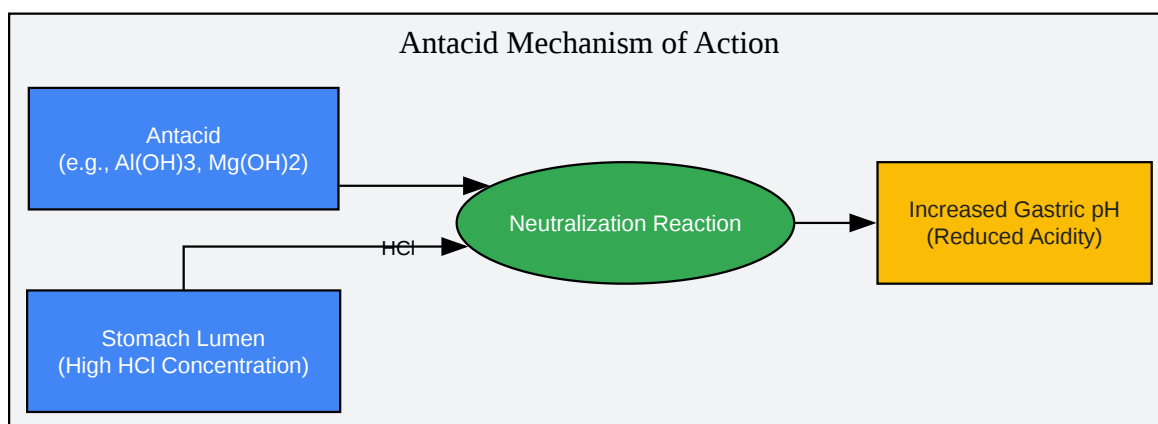 Antacid Mechanism of Action
Antacid
(e.g., Al(OH)3, Mg(OH)2)
Neutralization Reaction
Increased Gastric pH
(Reduced Acidity)
HCl
Stomach Lumen
(High HCl Concentration)